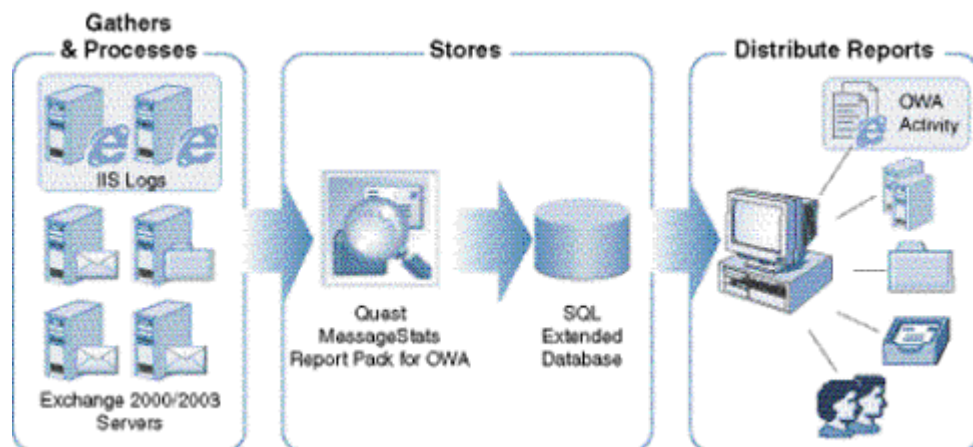 Gathers
& Processes
Stores
Distribute Reports
IIS Logs
OWA
Activity
Quest
MessageStats
Report Pack for OWA
SQL
Extended
Database
Exchange 2000/2003
Servers